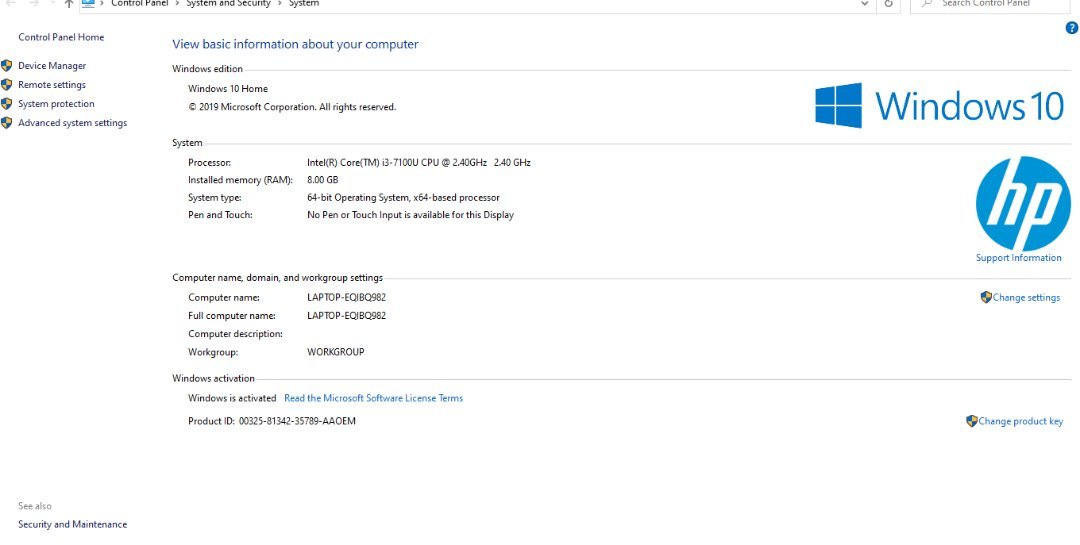 Control Panel › System and Security › System
Search Control Panel
Control Panel Home
Device Manager
Remote settings
System protection
Advanced system settings
View basic information about your computer
Windows edition
Windows 10 Home
© 2019 Microsoft Corporation. All rights reserved.
Windows 10
System
Processor: Intel(R) Core(TM) i3-7100U CPU @ 2.40GHz 2.40 GHz
Installed memory (RAM): 8.00 GB
System type: 64-bit Operating System, x64-based processor
Pen and Touch: No Pen or Touch Input is available for this Display
hp
Support Information
Computer name, domain, and workgroup settings
Computer name: LAPTOP-EQIBQ982
Change settings
Full computer name: LAPTOP-EQIBQ982
Computer description:
Workgroup: WORKGROUP
Windows activation
Windows is activated Read the Microsoft Software License Terms
Product ID: 00325-81342-35789-AAOEM
Change product key
See also
Security and Maintenance